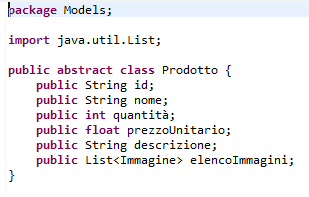 package Models;
import java.util.List;
public abstract class Prodotto {
public String id;
public String nome;
public int quantità;
public float prezzoUnitario;
public String descrizione;
public List<Immagine> elencoImmagini;
}